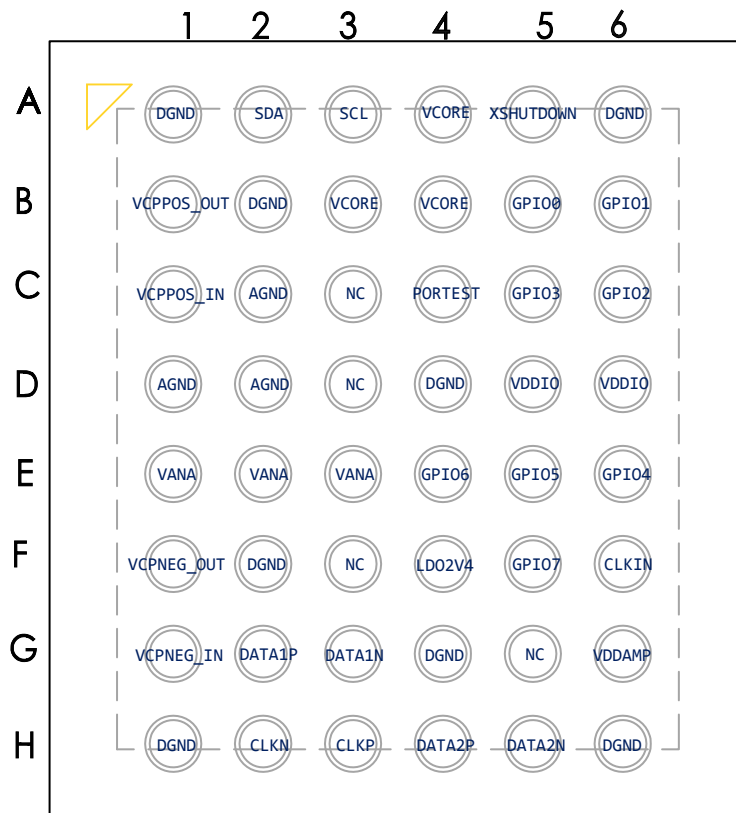 1 2 3 4 5 6
A DGND SDA SCL VCORE XSHUTDOWN DGND
B VCPPOS_OUT DGND VCORE VCORE GPIO0 GPIO1
C VCPPOS_IN AGND NC PORTEST GPIO3 GPIO2
D AGND AGND NC DGND VDDIO VDDIO
E VANA VANA VANA GPIO6 GPIO5 GPIO4
F VCPNEG_OUT DGND NC LDO2V4 GPIO7 CLKIN
G VCPNEG_IN DATA1P DATA1N DGND NC VDDAMP
H DGND CLKN CLKP DATA2P DATA2N DGND